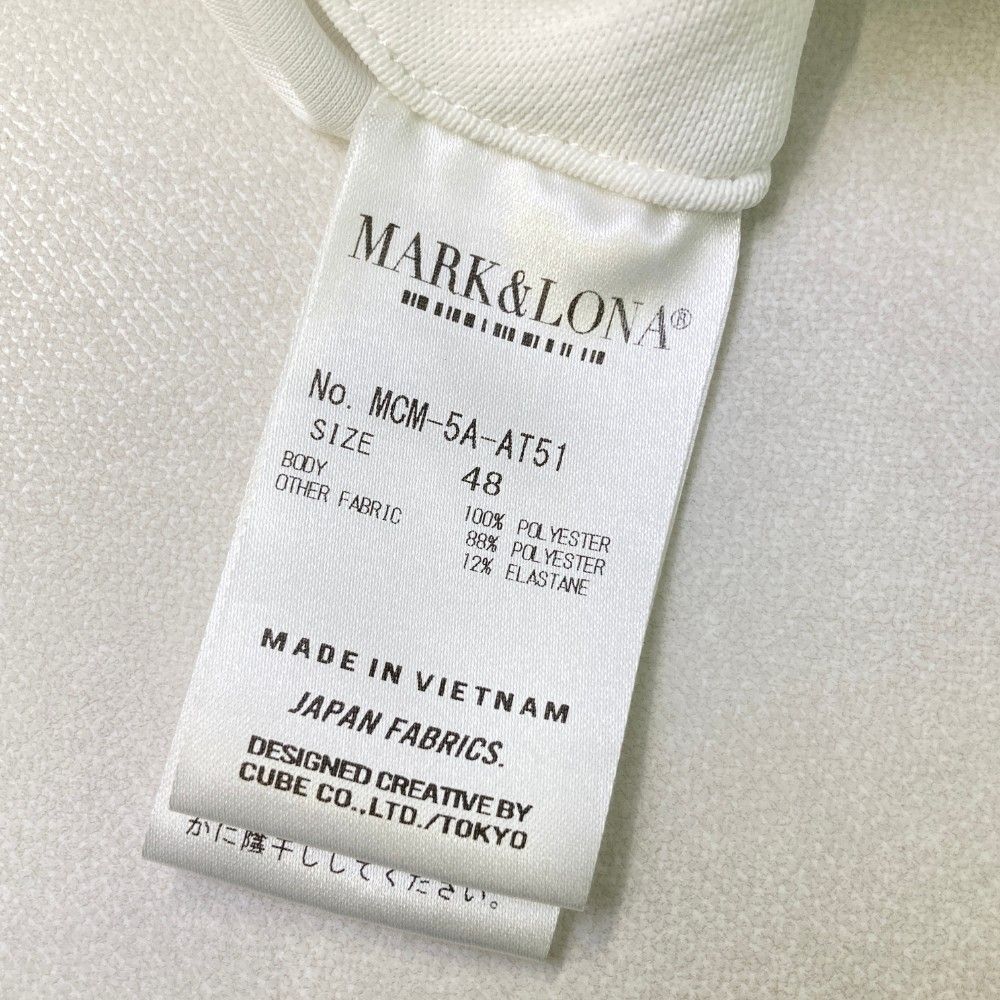 MARK&LONA®
No. MCM-5A-AT51
SIZE 48
BODY 100% POLYESTER
OTHER FABRIC 88% POLYESTER
12% ELASTANE
MADE IN VIETNAM
JAPAN FABRICS.
DESIGNED CREATIVE BY
CUBE CO.,LTD./TOKYO
かに陰干ししてください。